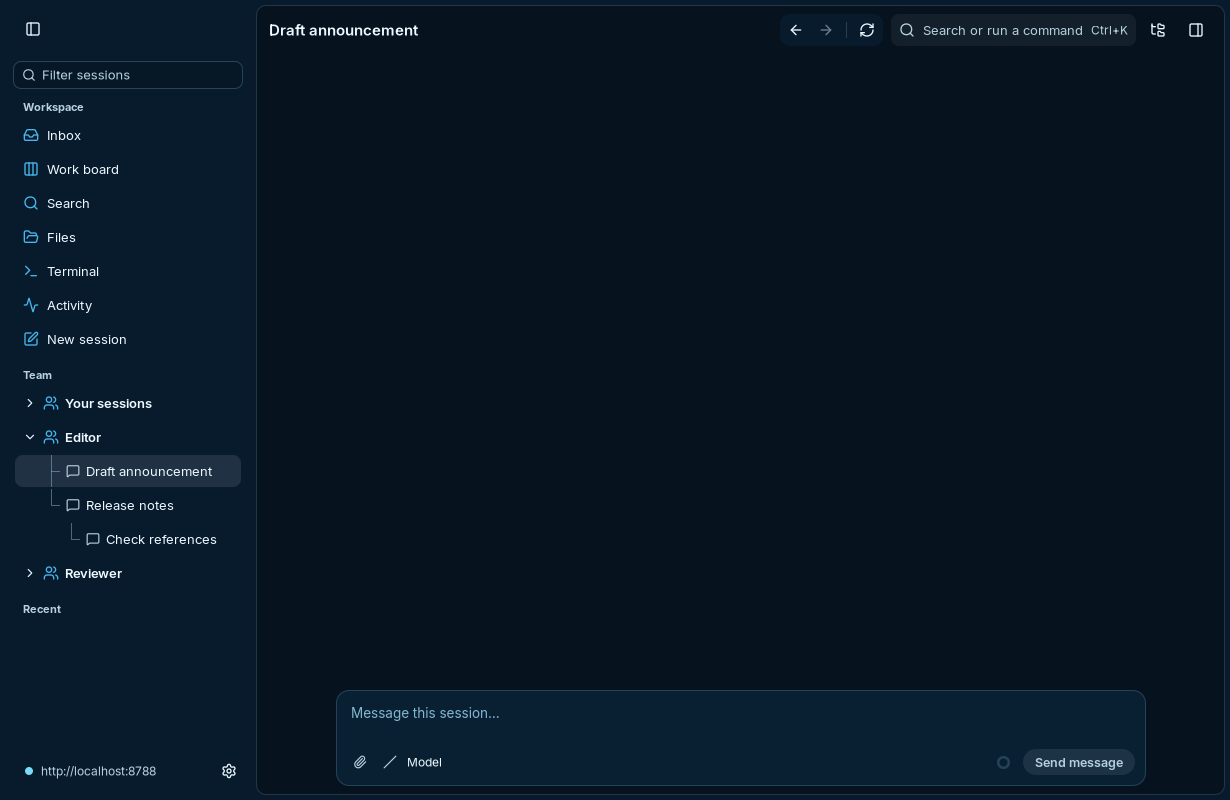 Draft announcement
Search or run a command Ctrl+K
Filter sessions
Workspace
Inbox
Work board
Search
Files
Terminal
Activity
New session
Team
Your sessions
Editor
Draft announcement
Release notes
Check references
Reviewer
Recent
http://localhost:8788
Message this session...
Model
Send message